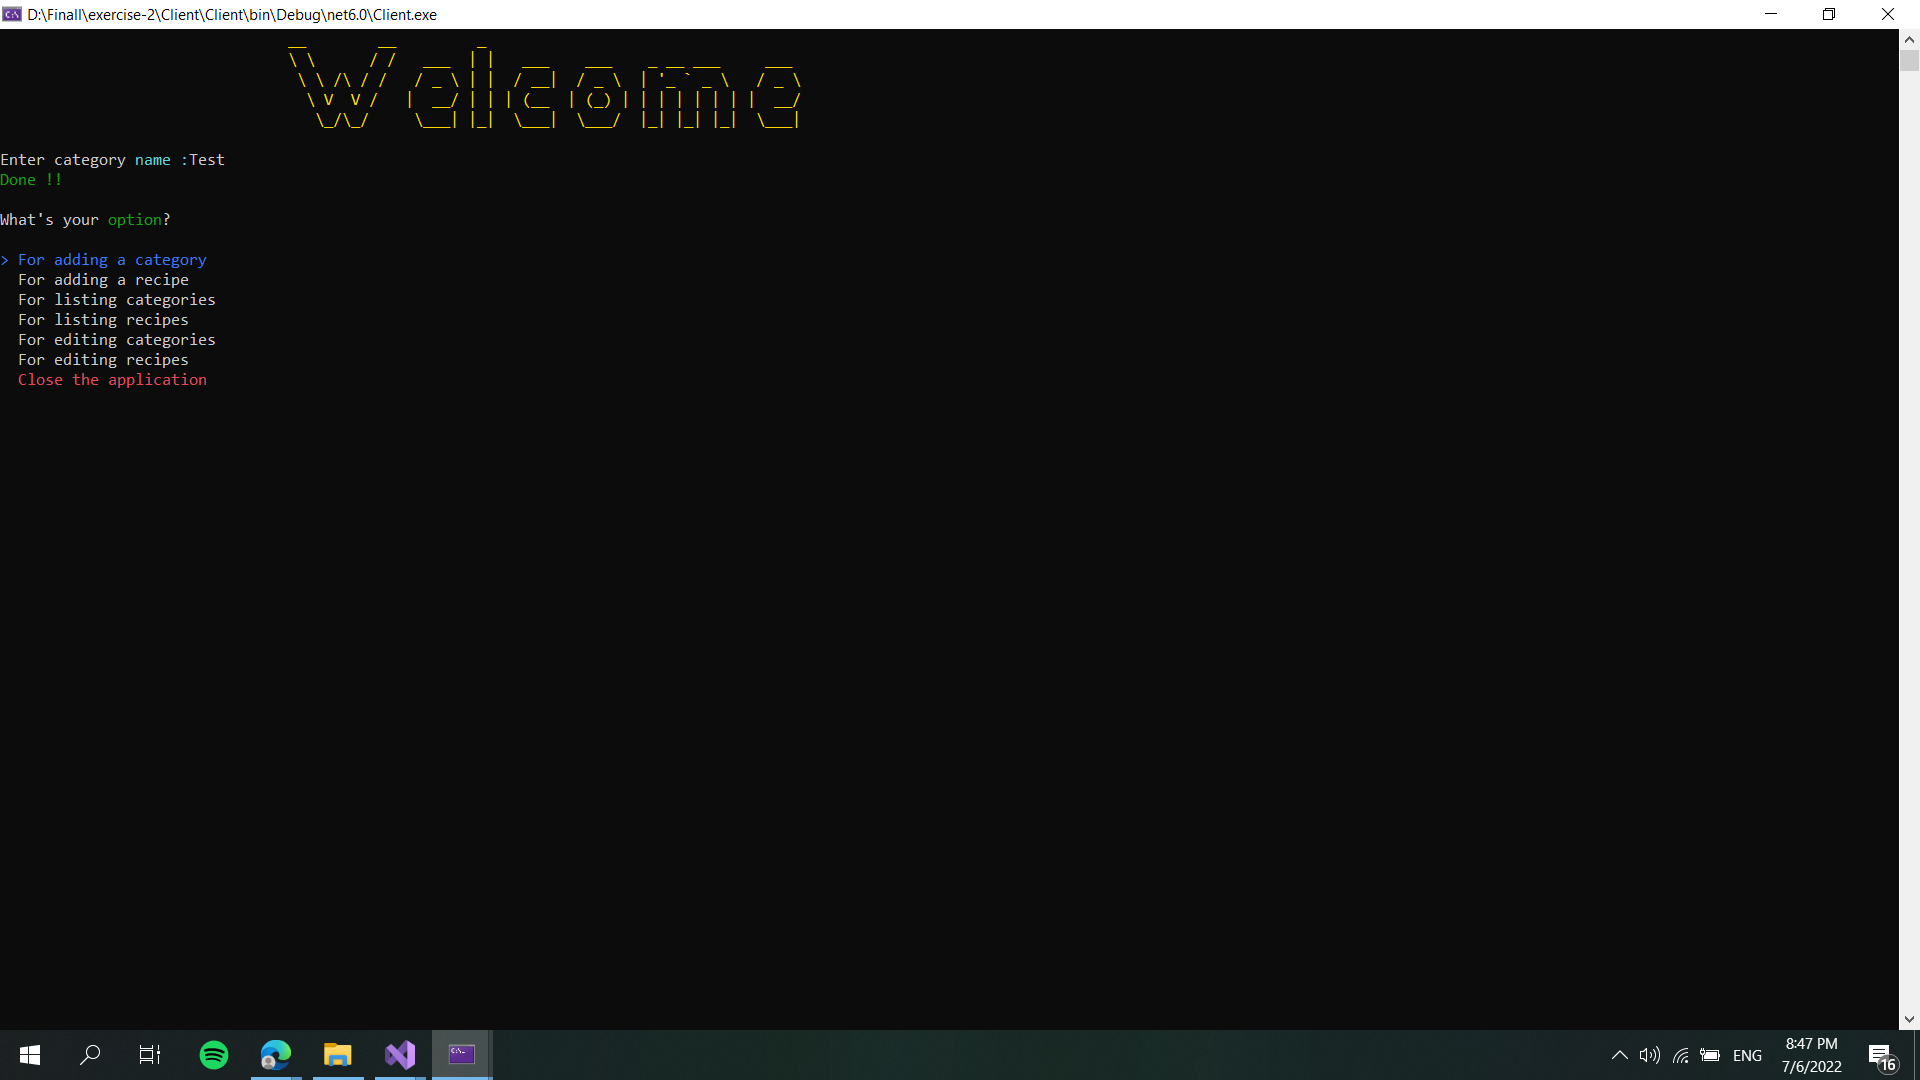 D:\Finall\exercise-2\Client\Client\bin\Debug\net6.0\Client.exe
Welcome
Enter category name :Test
Done !!
What's your option?
> For adding a category
For adding a recipe
For listing categories
For listing recipes
For editing categories
For editing recipes
Close the application
ENG
8:47 PM
7/6/2022
16